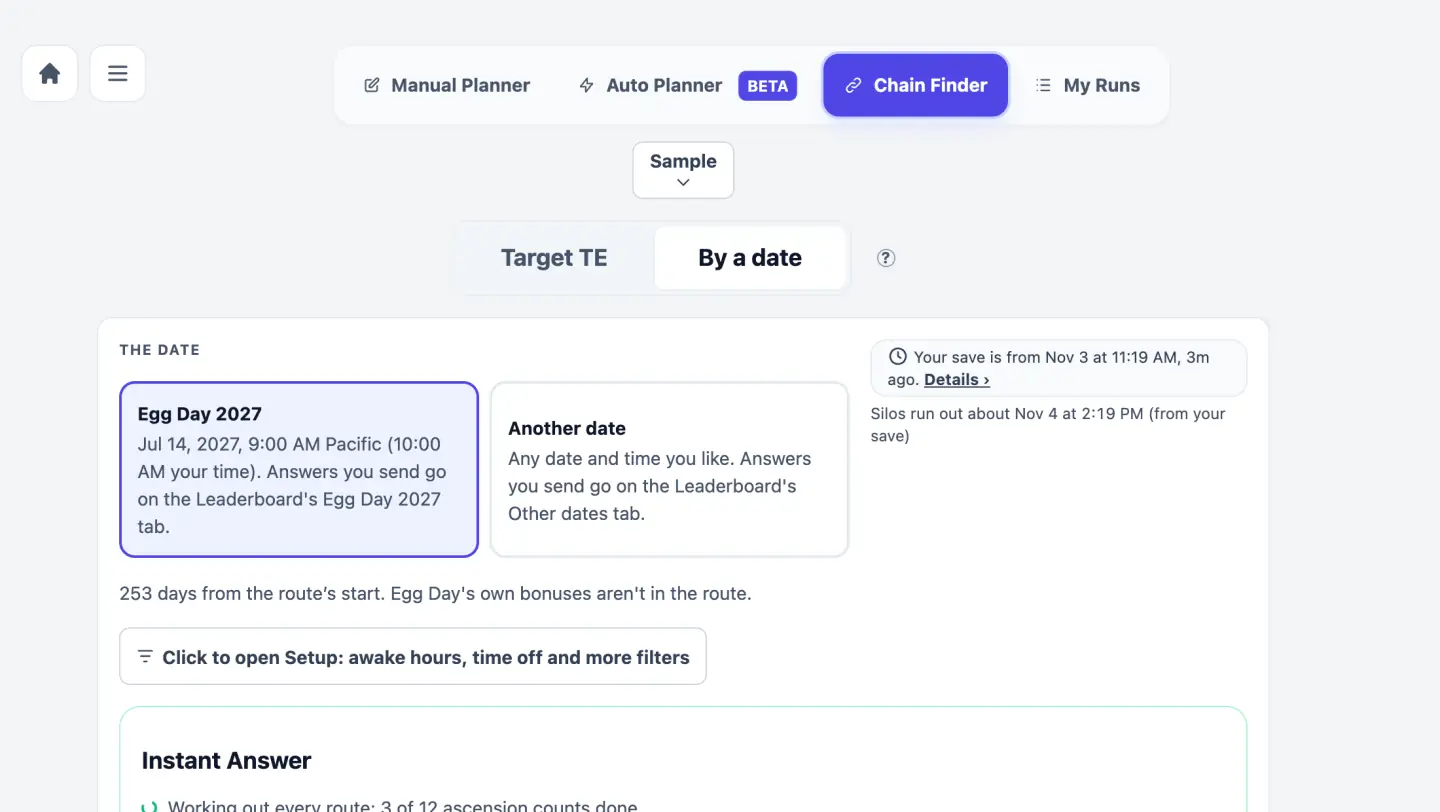 Manual Planner
Auto Planner BETA
Chain Finder
My Runs
Sample
Target TE
By a date
?
THE DATE
Egg Day 2027
Jul 14, 2027, 9:00 AM Pacific (10:00
AM your time). Answers you send go
on the Leaderboard's Egg Day 2027
tab.
Another date
Any date and time you like. Answers
you send go on the Leaderboard's
Other dates tab.
Your save is from Nov 3 at 11:19 AM, 3m
ago. Details ›
Silos run out about Nov 4 at 2:19 PM (from your
save)
253 days from the route’s start. Egg Day's own bonuses aren't in the route.
Click to open Setup: awake hours, time off and more filters
Instant Answer
Working out every route: 3 of 12 ascension counts done